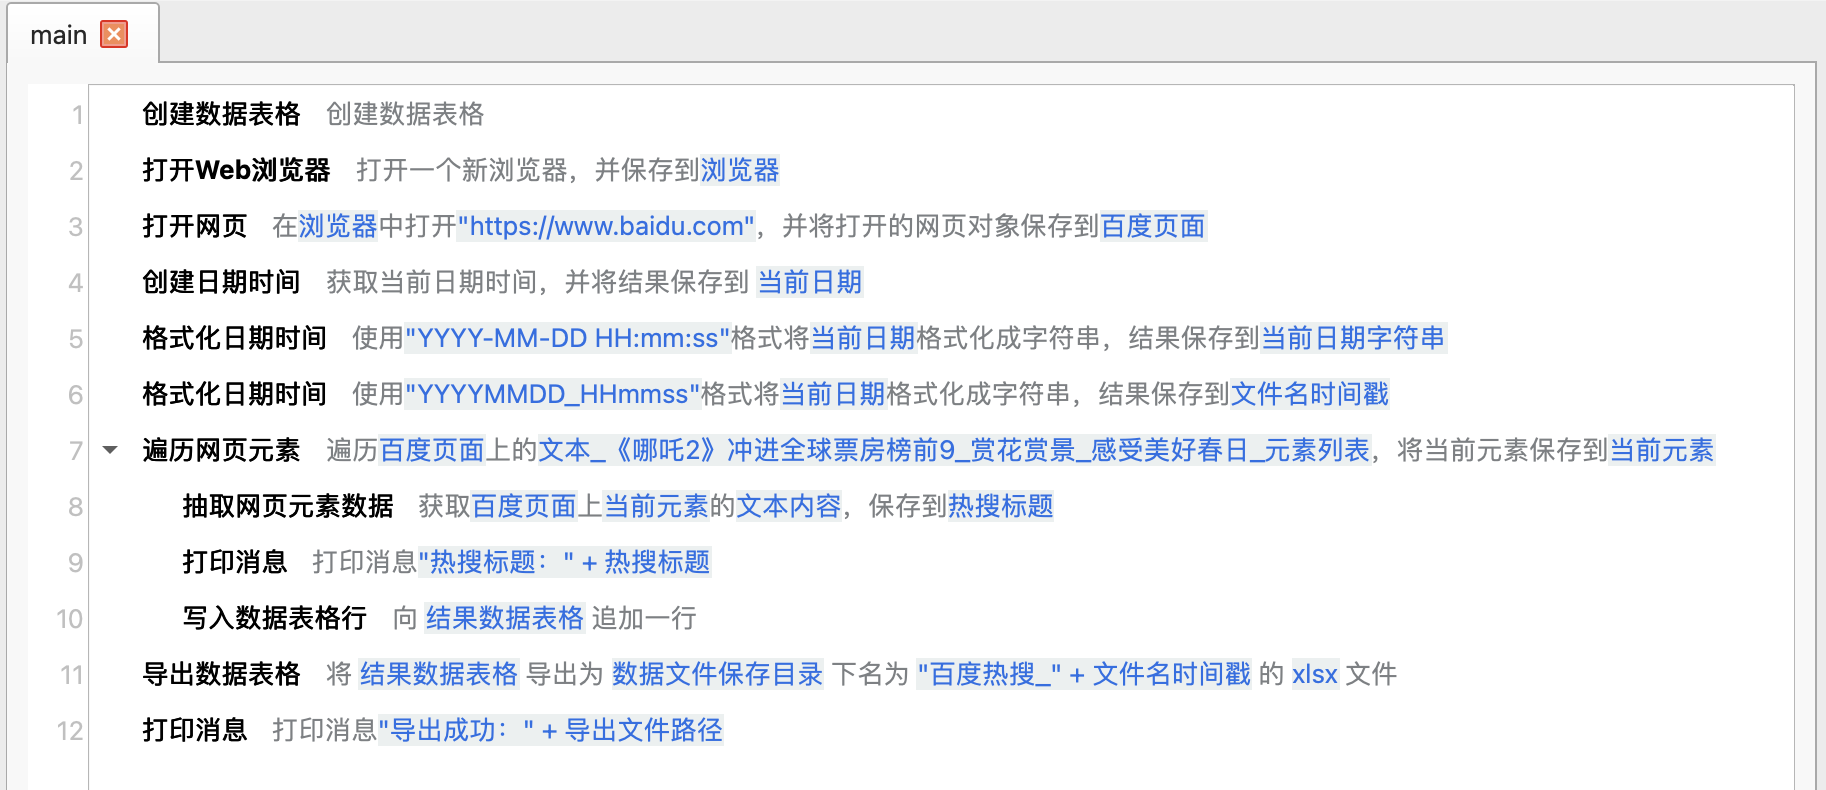 main
1 创建数据表格 创建数据表格
2 打开Web浏览器 打开一个新浏览器，并保存到浏览器
3 打开网页 在浏览器中打开"https://www.baidu.com"，并将打开的网页对象保存到百度页面
4 创建日期时间 获取当前日期时间，并将结果保存到 当前日期
5 格式化日期时间 使用"YYYY-MM-DD HH:mm:ss"格式将当前日期格式化成字符串，结果保存到当前日期字符串
6 格式化日期时间 使用"YYYYMMDD_HHmmss"格式将当前日期格式化成字符串，结果保存到文件名时间戳
7 遍历网页元素 遍历百度页面上的文本_《哪吒2》冲进全球票房榜前9_赏花赏景_感受美好春日_元素列表，将当前元素保存到当前元素
8 抽取网页元素数据 获取百度页面上当前元素的文本内容，保存到热搜标题
9 打印消息 打印消息"热搜标题：" + 热搜标题
10 写入数据表格行 向 结果数据表格 追加一行
11 导出数据表格 将 结果数据表格 导出为 数据文件保存目录 下名为 "百度热搜_" + 文件名时间戳 的 xlsx 文件
12 打印消息 打印消息"导出成功：" + 导出文件路径